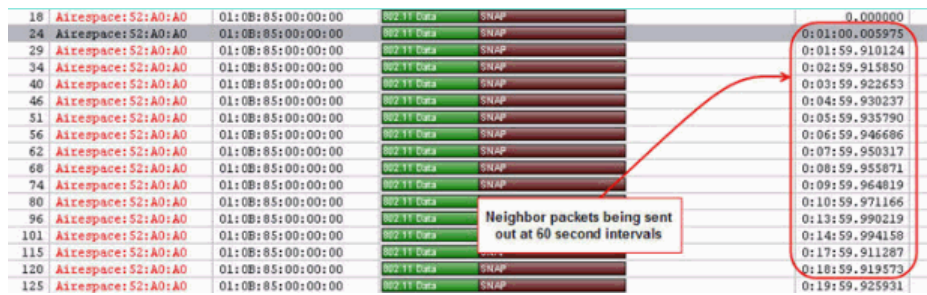 18 Airespace:52:A0:A0 01:0B:85:00:00:00 802.11 Data SNAP 0.000000
24 Airespace:52:A0:A0 01:0B:85:00:00:00 802.11 Data SNAP 0:01:00.005975
29 Airespace:52:A0:A0 01:0B:85:00:00:00 802.11 Data SNAP 0:01:59.910124
34 Airespace:52:A0:A0 01:0B:85:00:00:00 802.11 Data SNAP 0:02:59.915850
40 Airespace:52:A0:A0 01:0B:85:00:00:00 802.11 Data SNAP 0:03:59.922653
46 Airespace:52:A0:A0 01:0B:85:00:00:00 802.11 Data SNAP 0:04:59.930237
51 Airespace:52:A0:A0 01:0B:85:00:00:00 802.11 Data SNAP 0:05:59.935790
56 Airespace:52:A0:A0 01:0B:85:00:00:00 802.11 Data SNAP 0:06:59.946686
62 Airespace:52:A0:A0 01:0B:85:00:00:00 802.11 Data SNAP 0:07:59.950317
68 Airespace:52:A0:A0 01:0B:85:00:00:00 802.11 Data SNAP 0:08:59.955871
74 Airespace:52:A0:A0 01:0B:85:00:00:00 802.11 Data SNAP 0:09:59.964819
80 Airespace:52:A0:A0 01:0B:85:00:00:00 802.11 Data 0:10:59.971166
96 Airespace:52:A0:A0 01:0B:85:00:00:00 802.11 Data 0:13:59.990219
101 Airespace:52:A0:A0 01:0B:85:00:00:00 802.11 Data 0:14:59.994158
115 Airespace:52:A0:A0 01:0B:85:00:00:00 802.11 Data SNAP 0:17:59.911287
120 Airespace:52:A0:A0 01:0B:85:00:00:00 802.11 Data SNAP 0:18:59.919573
125 Airespace:52:A0:A0 01:0B:85:00:00:00 802.11 Data SNAP 0:19:59.925931
Neighbor packets being sent
out at 60 second intervals